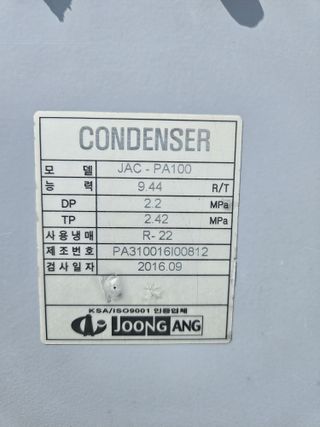 CONDENSER
모 델 JAC - PA100
능 력 9.44 R/T
DP 2.2 MPa
TP 2.42 MPa
사용냉매 R- 22
제조번호 PA310016I00812
검사일자 2016.09
KSA/ISO9001 인증업체
JOONG ANG